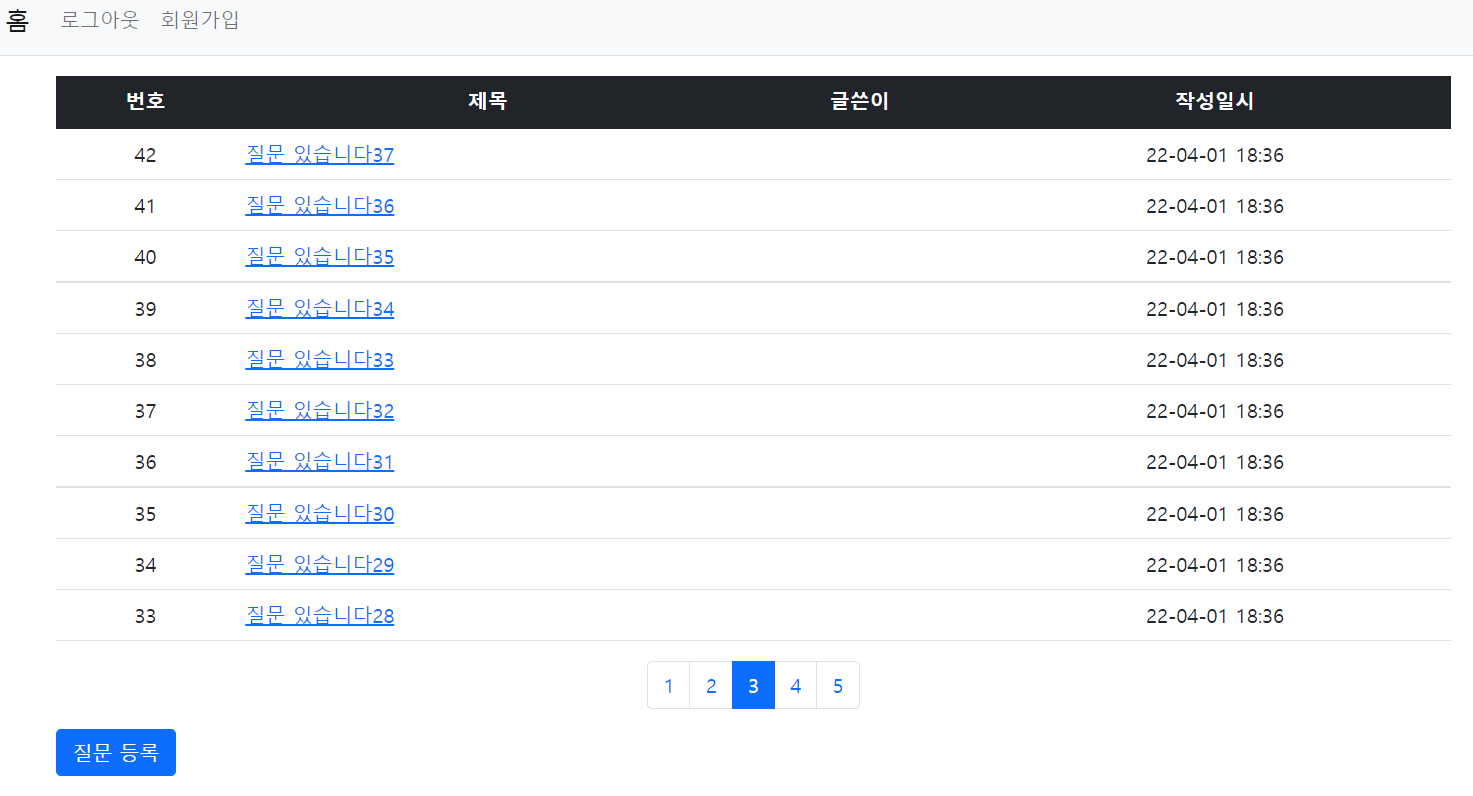 홈 로그아웃 회원가입
번호 제목 글쓴이 작성일시
42 질문 있습니다37 22-04-01 18:36
41 질문 있습니다36 22-04-01 18:36
40 질문 있습니다35 22-04-01 18:36
39 질문 있습니다34 22-04-01 18:36
38 질문 있습니다33 22-04-01 18:36
37 질문 있습니다32 22-04-01 18:36
36 질문 있습니다31 22-04-01 18:36
35 질문 있습니다30 22-04-01 18:36
34 질문 있습니다29 22-04-01 18:36
33 질문 있습니다28 22-04-01 18:36
1 2 3 4 5
질문 등록